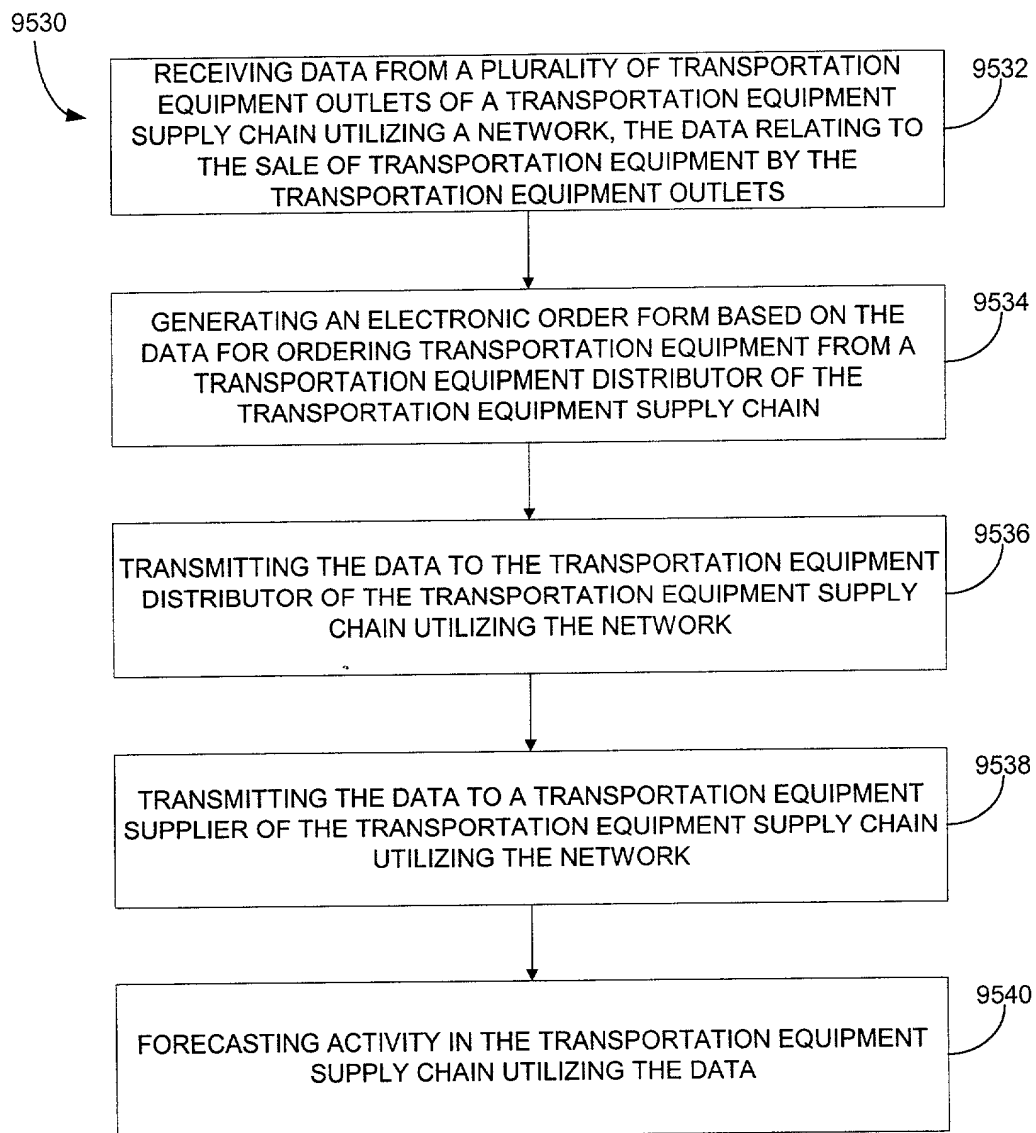 9530
RECEIVING DATA FROM A PLURALITY OF TRANSPORTATION
EQUIPMENT OUTLETS OF A TRANSPORTATION EQUIPMENT
SUPPLY CHAIN UTILIZING A NETWORK, THE DATA RELATING TO
THE SALE OF TRANSPORTATION EQUIPMENT BY THE
TRANSPORTATION EQUIPMENT OUTLETS
9532
GENERATING AN ELECTRONIC ORDER FORM BASED ON THE
DATA FOR ORDERING TRANSPORTATION EQUIPMENT FROM A
TRANSPORTATION EQUIPMENT DISTRIBUTOR OF THE
TRANSPORTATION EQUIPMENT SUPPLY CHAIN
9534
TRANSMITTING THE DATA TO THE TRANSPORTATION EQUIPMENT
DISTRIBUTOR OF THE TRANSPORTATION EQUIPMENT SUPPLY
CHAIN UTILIZING THE NETWORK
9536
TRANSMITTING THE DATA TO A TRANSPORTATION EQUIPMENT
SUPPLIER OF THE TRANSPORTATION EQUIPMENT SUPPLY CHAIN
UTILIZING THE NETWORK
9538
FORECASTING ACTIVITY IN THE TRANSPORTATION EQUIPMENT
SUPPLY CHAIN UTILIZING THE DATA
9540